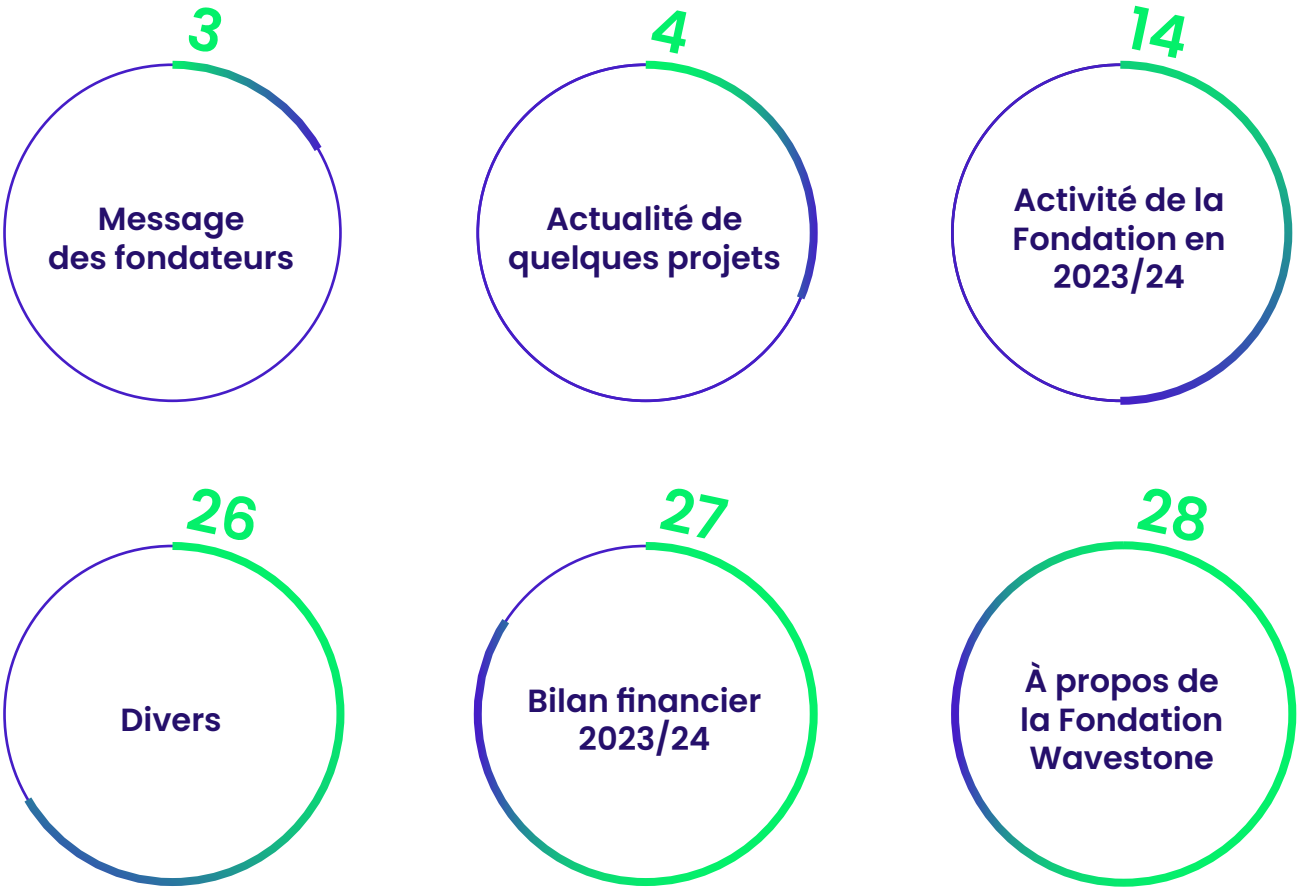 3
Message
des fondateurs
4
Actualité de
quelques projets
14
Activité de la
Fondation en
2023/24
26
Divers
27
Bilan financier
2023/24
28
À propos de
la Fondation
Wavestone